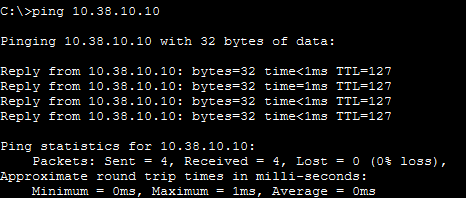 C:\>ping 10.38.10.10
Pinging 10.38.10.10 with 32 bytes of data:
Reply from 10.38.10.10: bytes=32 time<1ms TTL=127
Reply from 10.38.10.10: bytes=32 time=1ms TTL=127
Reply from 10.38.10.10: bytes=32 time<1ms TTL=127
Reply from 10.38.10.10: bytes=32 time<1ms TTL=127
Ping statistics for 10.38.10.10:
Packets: Sent = 4, Received = 4, Lost = 0 (0% loss),
Approximate round trip times in milli-seconds:
Minimum = 0ms, Maximum = 1ms, Average = 0ms